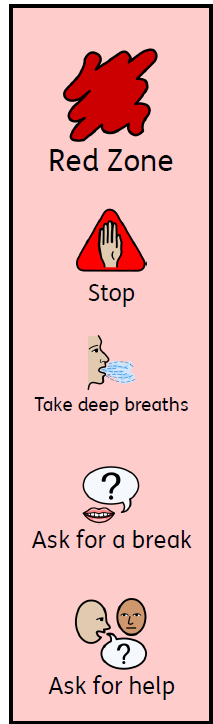 Red Zone
Stop
Take deep breaths
?
Ask for a break
?
Ask for help